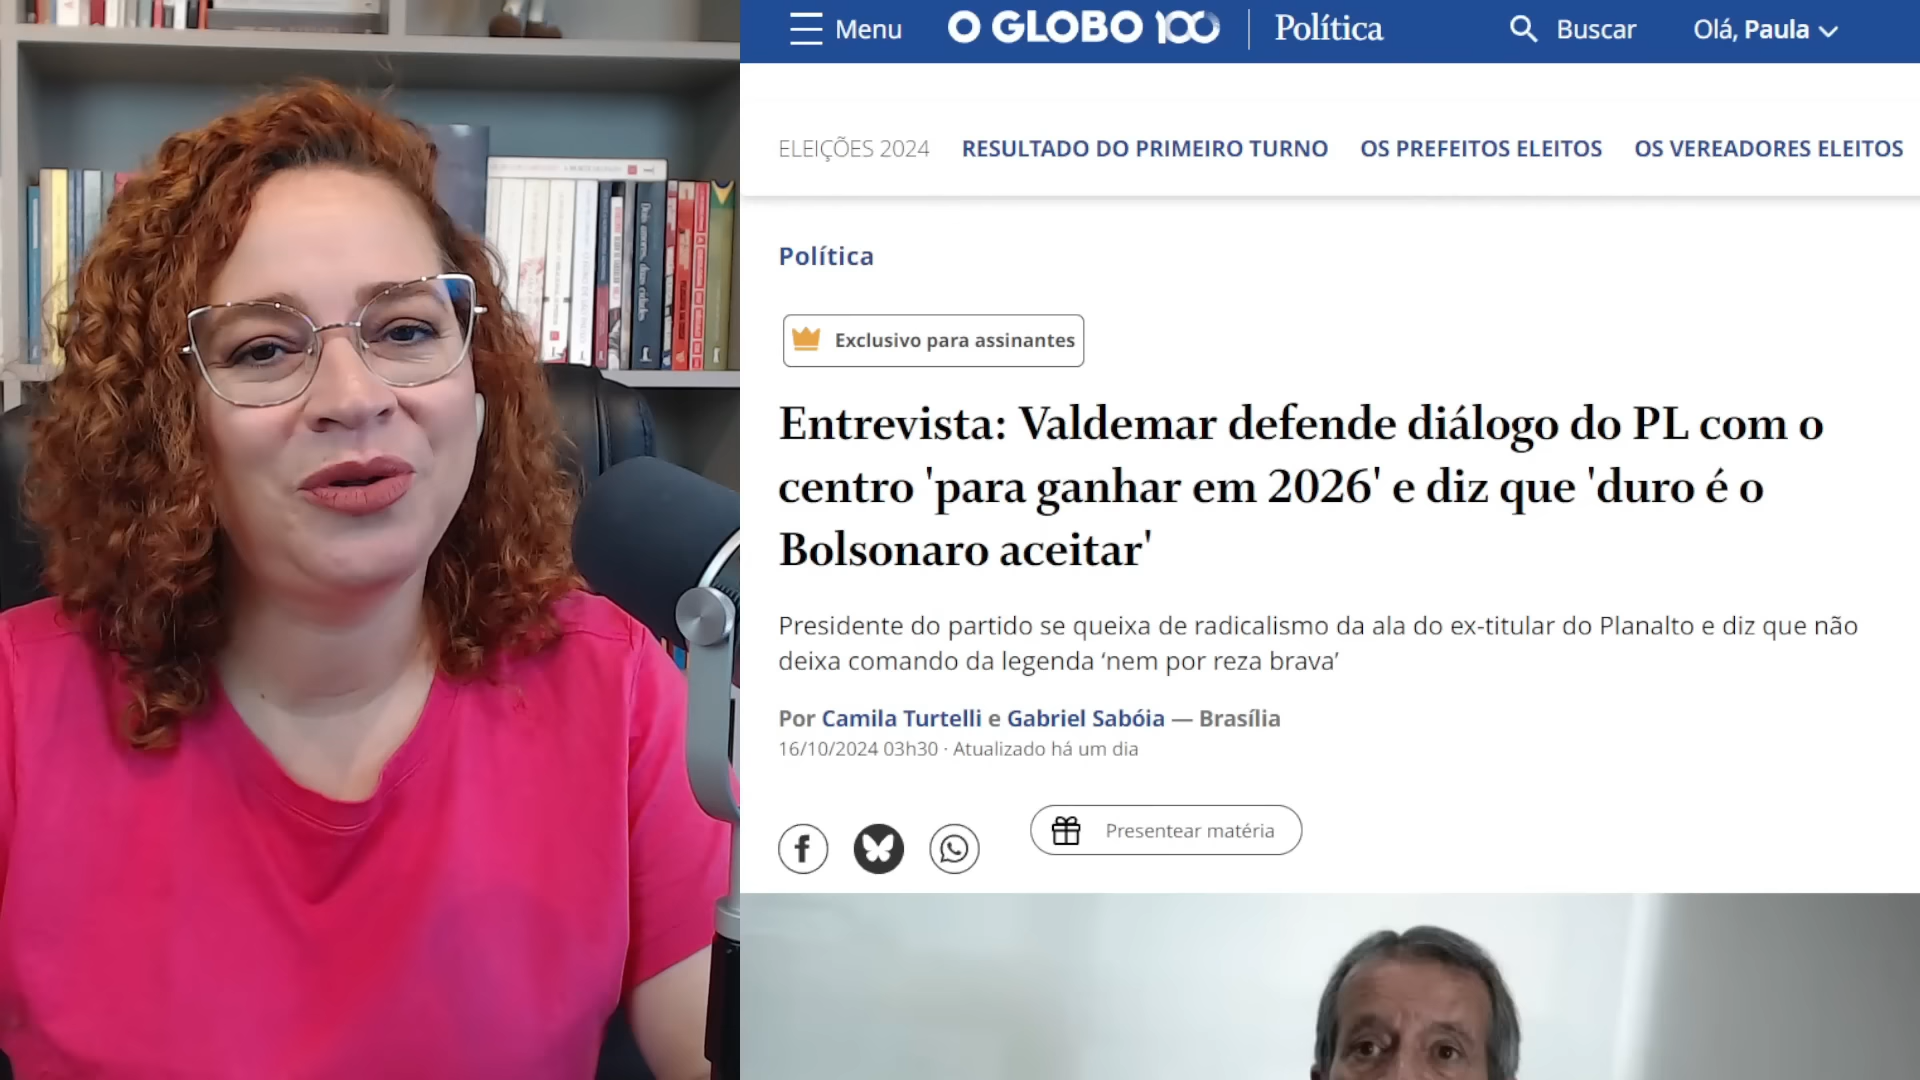 Menu
O GLOBO 100
Política
Buscar
Olá, Paula
ELEIÇÕES 2024
RESULTADO DO PRIMEIRO TURNO
OS PREFEITOS ELEITOS
OS VEREADORES ELEITOS
Política
Exclusivo para assinantes
Entrevista: Valdemar defende diálogo do PL com o
centro 'para ganhar em 2026' e diz que 'duro é o
Bolsonaro aceitar'
Presidente do partido se queixa de radicalismo da ala do ex-titular do Planalto e diz que não
deixa comando da legenda ‘nem por reza brava’
Por Camila Turtelli e Gabriel Sabóia — Brasília
16/10/2024 03h30 · Atualizado há um dia
Presentear matéria